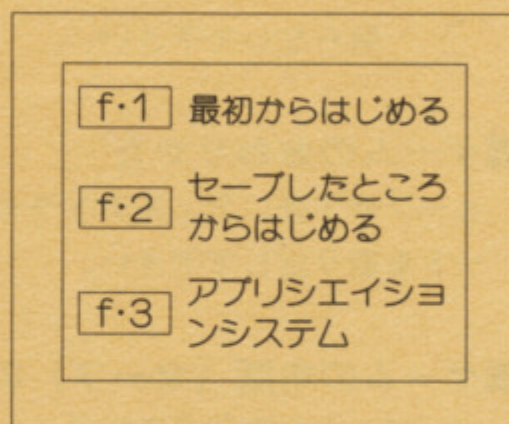 f・1 最初からはじめる
f・2 セーブしたところ
からはじめる
f・3 アプリシエイショ
ンシステム